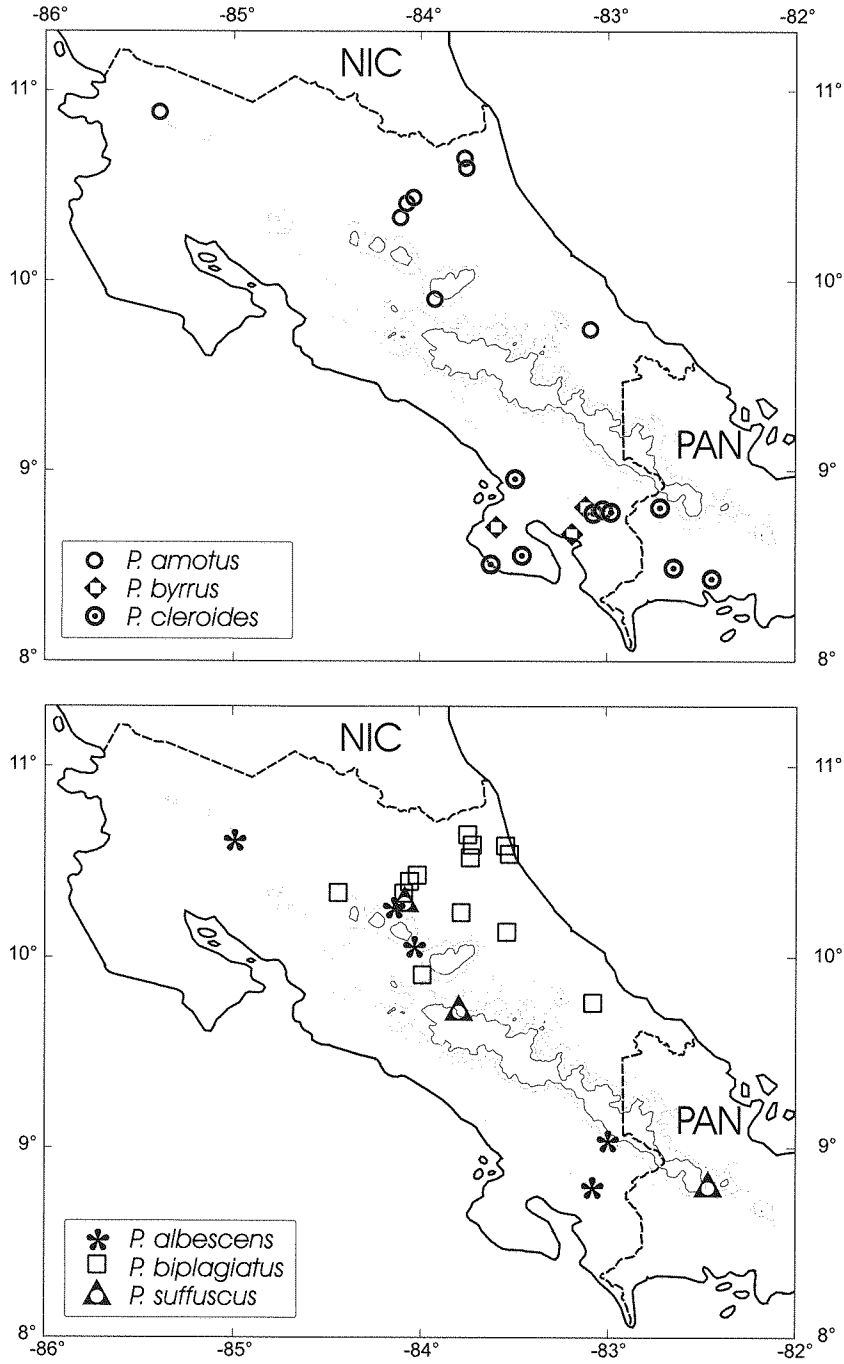 -86° -85° -84° -83° -82°
NIC
11° 11°
10° 10°
PAN
9° 9°
P. amotus
P. byrrus
P. cleroides
8° 8°
NIC
11° 11°
10° 10°
PAN
9° 9°
P. albescens
P. biplagiatus
P. suffuscus
8° 8°
-86° -85° -84° -83° -82°